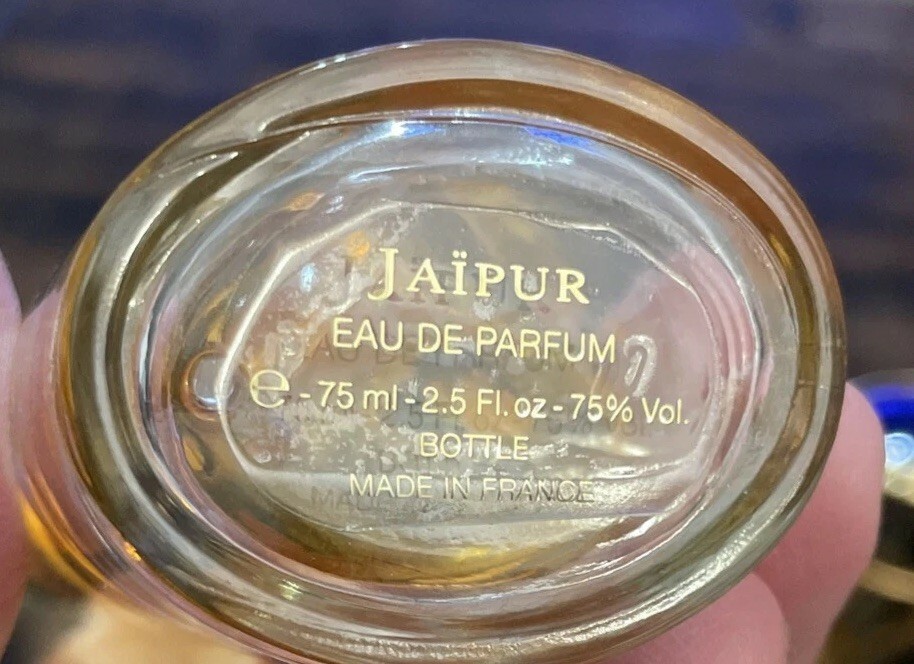 JAÏPUR
EAU DE PARFUM
℮ - 75 ml - 2.5 Fl. oz - 75% Vol.
BOTTLE
MADE IN FRANCE